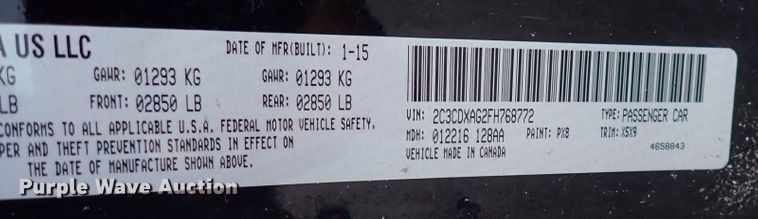 A US LLC
DATE OF MFR(BUILT): 1-15
KG GAWR: 01293 KG GAWR: 01293 KG
LB FRONT: 02850 LB REAR: 02850 LB
CONFORMS TO ALL APPLICABLE U.S.A. FEDERAL MOTOR VEHICLE SAFETY,
PER AND THEFT PREVENTION STANDARDS IN EFFECT ON
THE DATE OF MANUFACTURE SHOWN ABOVE.
VIN: 2C3CDXAG2FH768772 TYPE: PASSENGER CAR
MDH: 012216 128AA PAINT: PX8 TRIM: X5X9
VEHICLE MADE IN CANADA 4658843
Purple Wave Auction